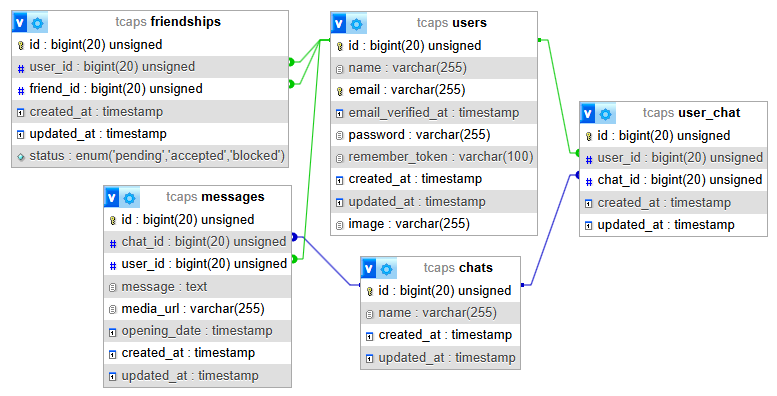 tcaps friendships
id : bigint(20) unsigned
user_id : bigint(20) unsigned
friend_id : bigint(20) unsigned
created_at : timestamp
updated_at : timestamp
status : enum('pending','accepted','blocked')
tcaps users
id : bigint(20) unsigned
name : varchar(255)
email : varchar(255)
email_verified_at : timestamp
password : varchar(255)
remember_token : varchar(100)
created_at : timestamp
updated_at : timestamp
image : varchar(255)
tcaps user_chat
id : bigint(20) unsigned
user_id : bigint(20) unsigned
chat_id : bigint(20) unsigned
created_at : timestamp
updated_at : timestamp
tcaps messages
id : bigint(20) unsigned
chat_id : bigint(20) unsigned
user_id : bigint(20) unsigned
message : text
media_url : varchar(255)
opening_date : timestamp
created_at : timestamp
updated_at : timestamp
tcaps chats
id : bigint(20) unsigned
name : varchar(255)
created_at : timestamp
updated_at : timestamp